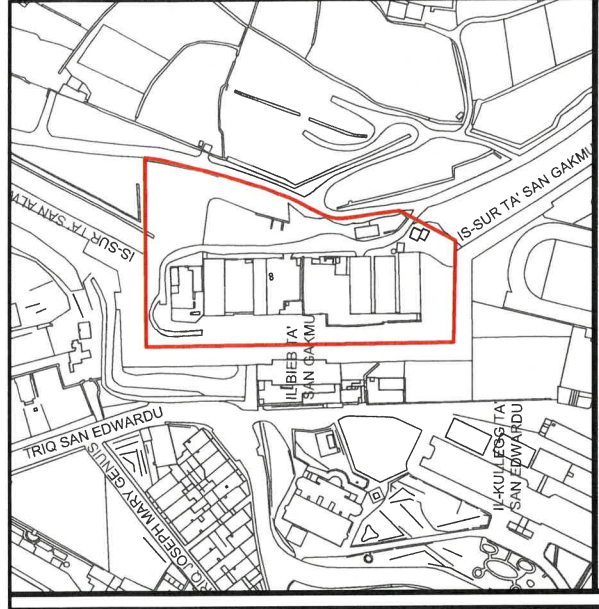 IS-SUR TA' SAN GAKMU
IS-SUR TA' SAN ALW
8
IL-BIEB TA'
SAN GAKMU
TRIQ SAN EDWARDU
TRIQ JOSEPH MARY GENUIS
IL-KULLEGG TA'
SAN EDWARDU